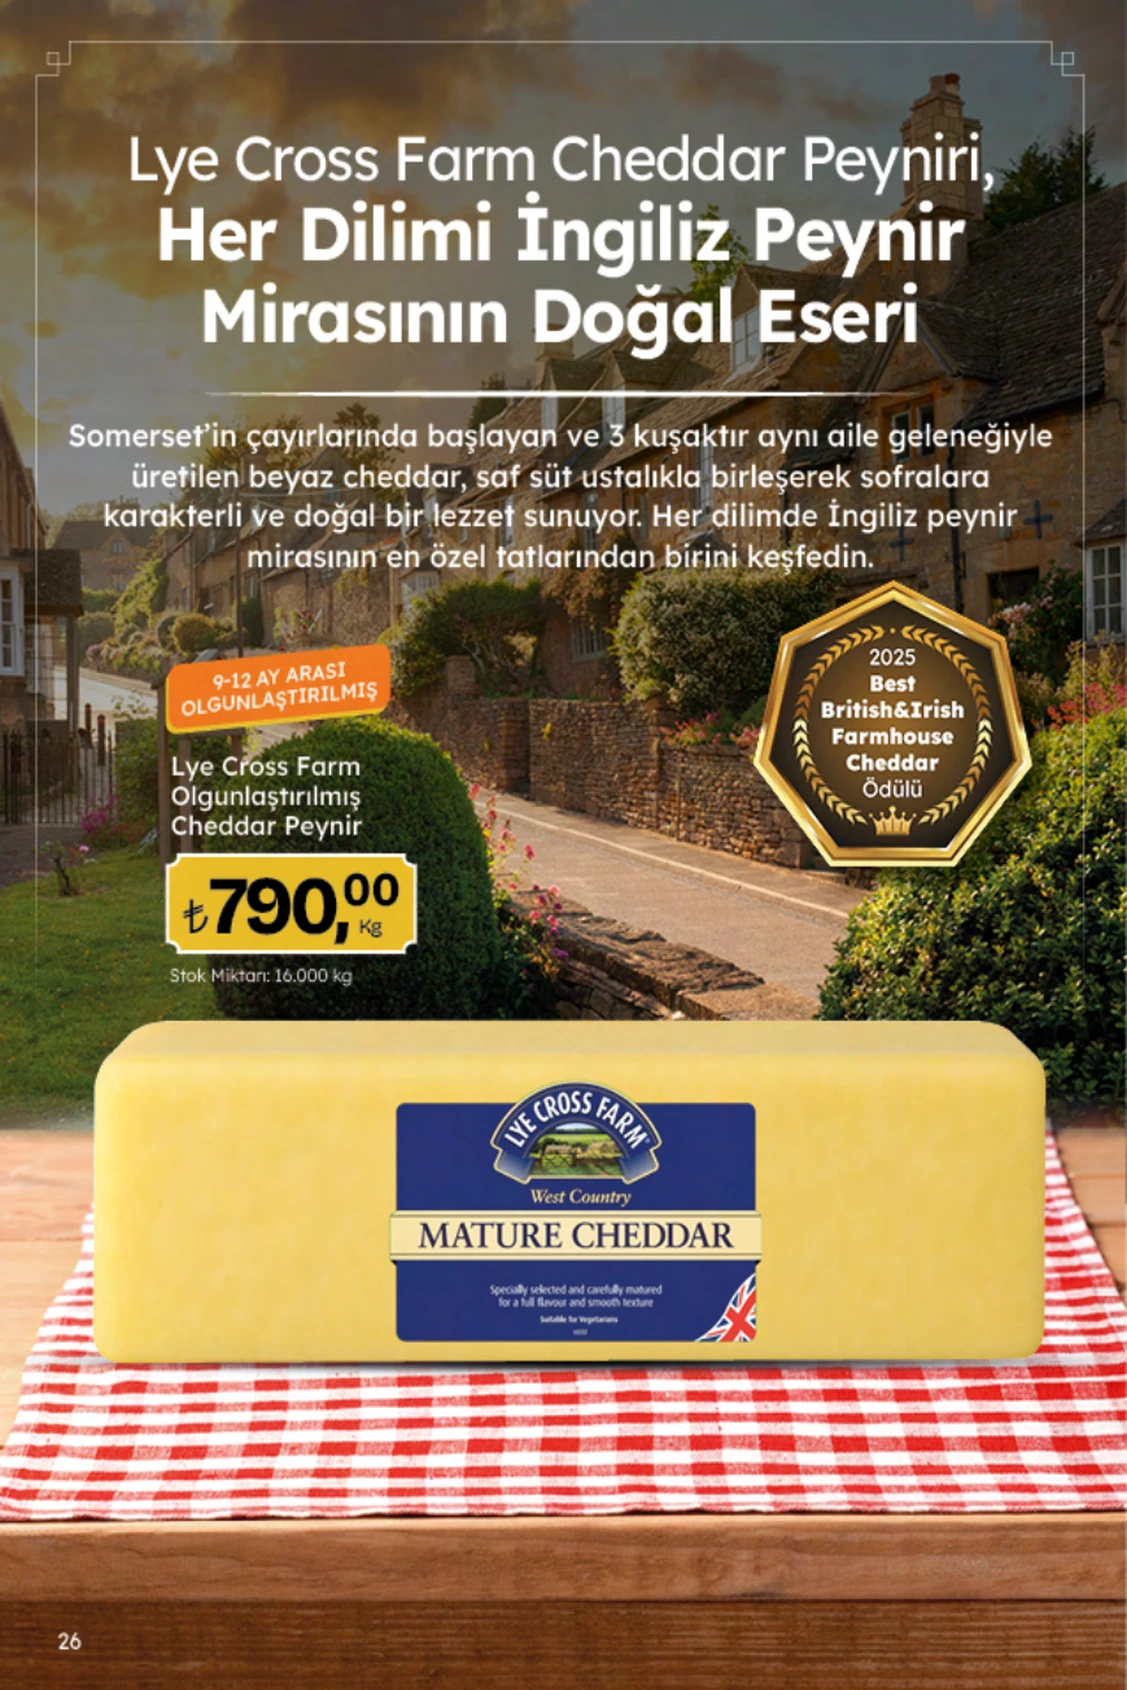 Lye Cross Farm Cheddar Peyniri,
Her Dilimi İngiliz Peynir
Mirasının Doğal Eseri
Somerset’in çayırlarında başlayan ve 3 kuşaktır aynı aile geleneğiyle
üretilen beyaz cheddar, saf süt ustalıkla birleşerek sofralara
karakterli ve doğal bir lezzet sunuyor. Her dilimde İngiliz peynir
mirasının en özel tatlarından birini keşfedin.
2025
Best
British&Irish
Farmhouse
Cheddar
Ödülü
9-12 AY ARASI
OLGUNLAŞTIRILMIŞ
Lye Cross Farm
Olgunlaştırılmış
Cheddar Peynir
₺790,00
Kg
Stok Miktarı: 16.000 kg
LYE CROSS FARM
West Country
MATURE CHEDDAR
Specially selected and carefully matured
for a full flavour and smooth texture
Suitable for Vegetarians
26